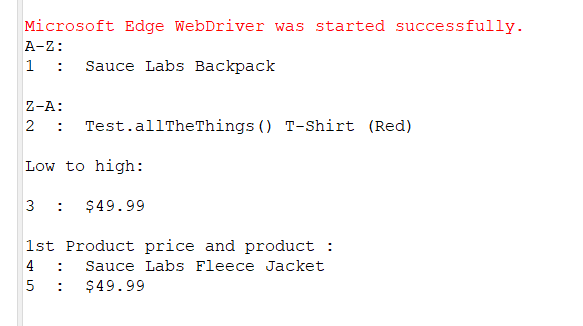 Microsoft Edge WebDriver was started successfully.
A-Z:
1  :  Sauce Labs Backpack
Z-A:
2  :  Test.allTheThings() T-Shirt (Red)
Low to high:
3  :  $49.99
1st Product price and product :
4  :  Sauce Labs Fleece Jacket
5  :  $49.99